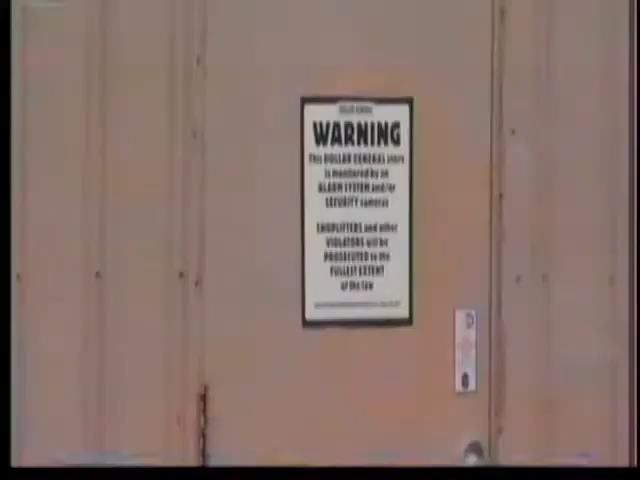 WARNING
This DOLLAR GENERAL store
is monitored by an
ALARM SYSTEM and/or
SECURITY cameras
SHOPLIFTERS and other
VIOLATORS will be
PROSECUTED to the
FULLEST EXTENT
of the law